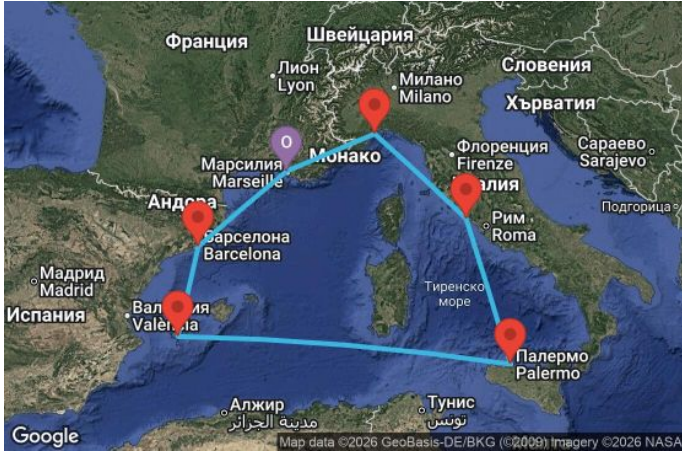 Франция
Швейцария
Словения
Лион
Lyon
Милано
Milano
Хърватия
О
Марсилия
Marseille
Монако
Флоренция
Firenze
Сараево
Sarajevo
Андора
Рим
Roma
Подгорица
Барселона
Barcelona
Мадрид
Madrid
Испания
València
Тиренско
море
Палермо
Palermo
Алжир
مدينة الجزائر
Тунис
تونس
Google
Map data ©2026 GeoBasis-DE/BKG (©2009) Imagery ©2026 NASA